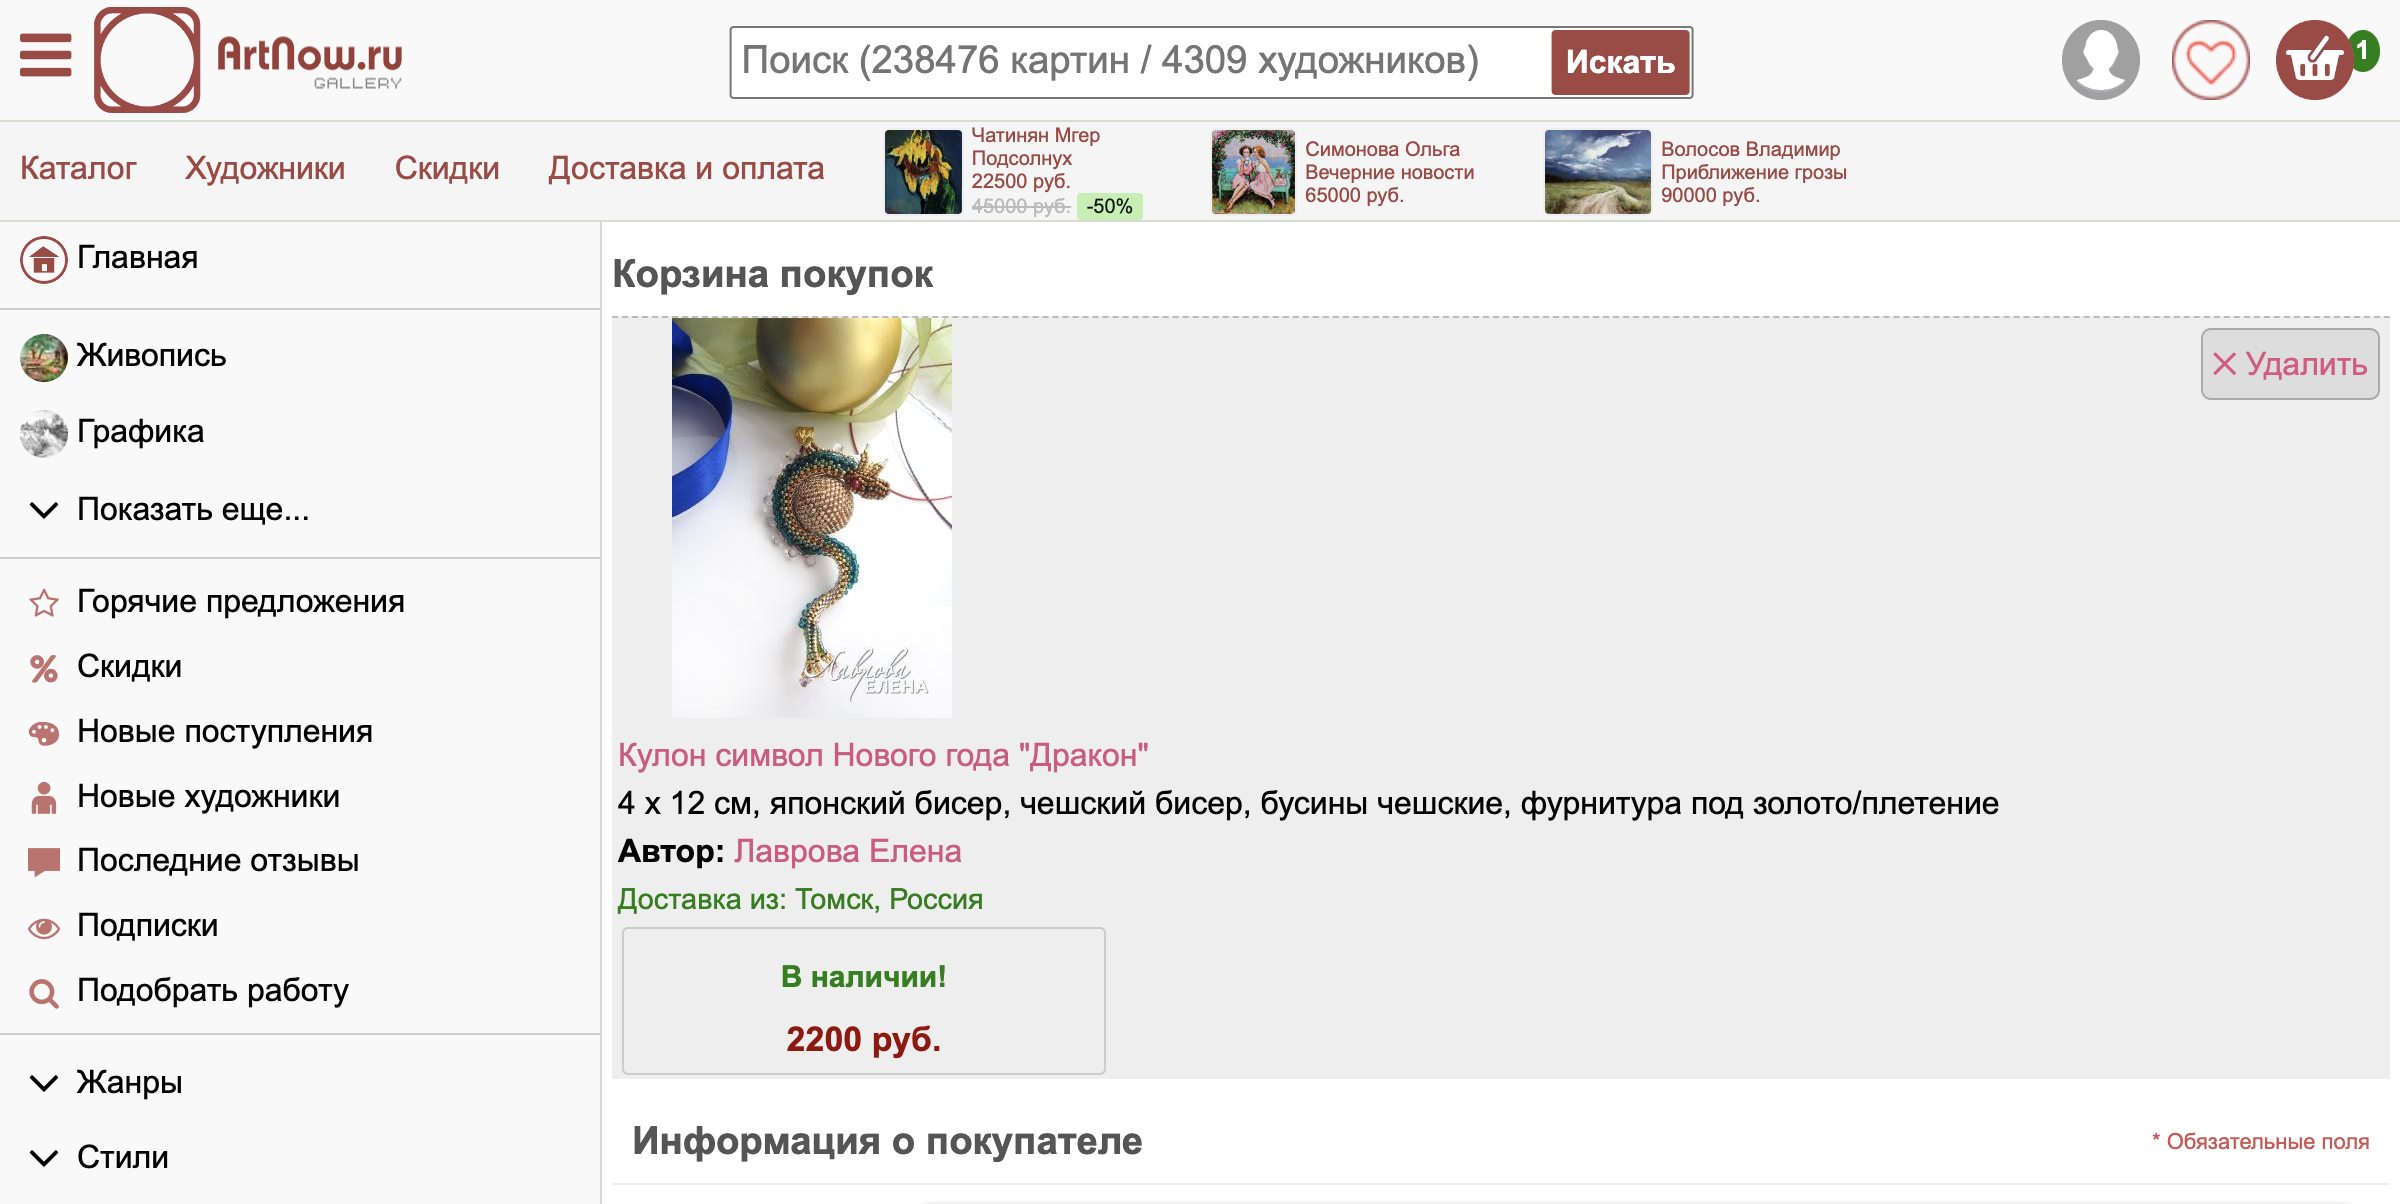 ArtNow.ru
GALLERY
Поиск (238476 картин / 4309 художников)
Искать
1
Каталог
Художники
Скидки
Доставка и оплата
Чатинян Мгер
Подсолнух
22500 руб.
45000 руб. -50%
Симонова Ольга
Вечерние новости
65000 руб.
Волосов Владимир
Приближение грозы
90000 руб.
Главная
Живопись
Графика
Показать еще...
Горячие предложения
Скидки
Новые поступления
Новые художники
Последние отзывы
Подписки
Подобрать работу
Жанры
Стили
Корзина покупок
Удалить
Лаврова
ЕЛЕНА
Кулон символ Нового года "Дракон"
4 x 12 см, японский бисер, чешский бисер, бусины чешские, фурнитура под золото/плетение
Автор: Лаврова Елена
Доставка из: Томск, Россия
В наличии!
2200 руб.
Информация о покупателе
* Обязательные поля